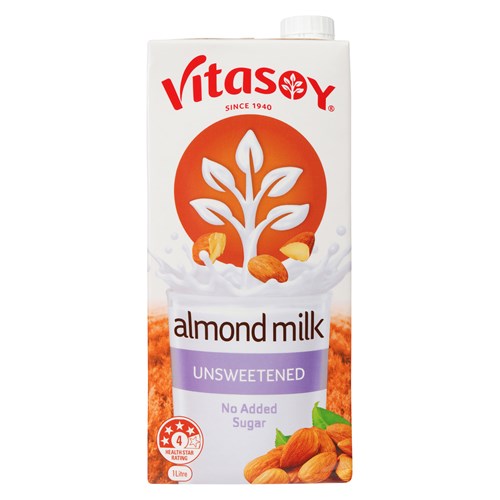 Vitasoy®
SINCE 1940
almond milk
UNSWEETENED
No Added
Sugar
4
HEALTH STAR
RATING
1 Litre